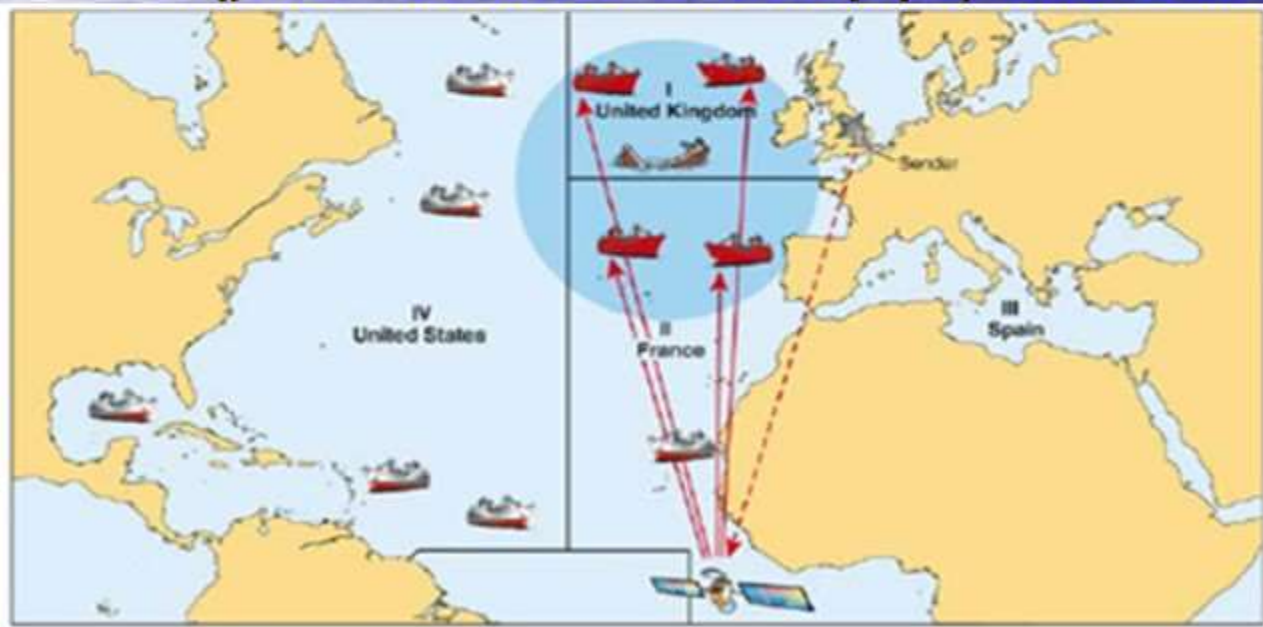 I
United Kingdom
Sender
IV
United States
II
France
III
Spain